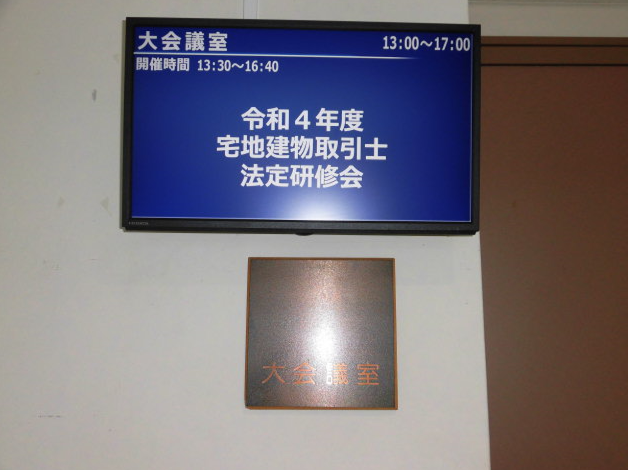 大会議室 13:00～17:00
開催時間 13:30～16:40
令和４年度
宅地建物取引士
法定研修会
大会議室